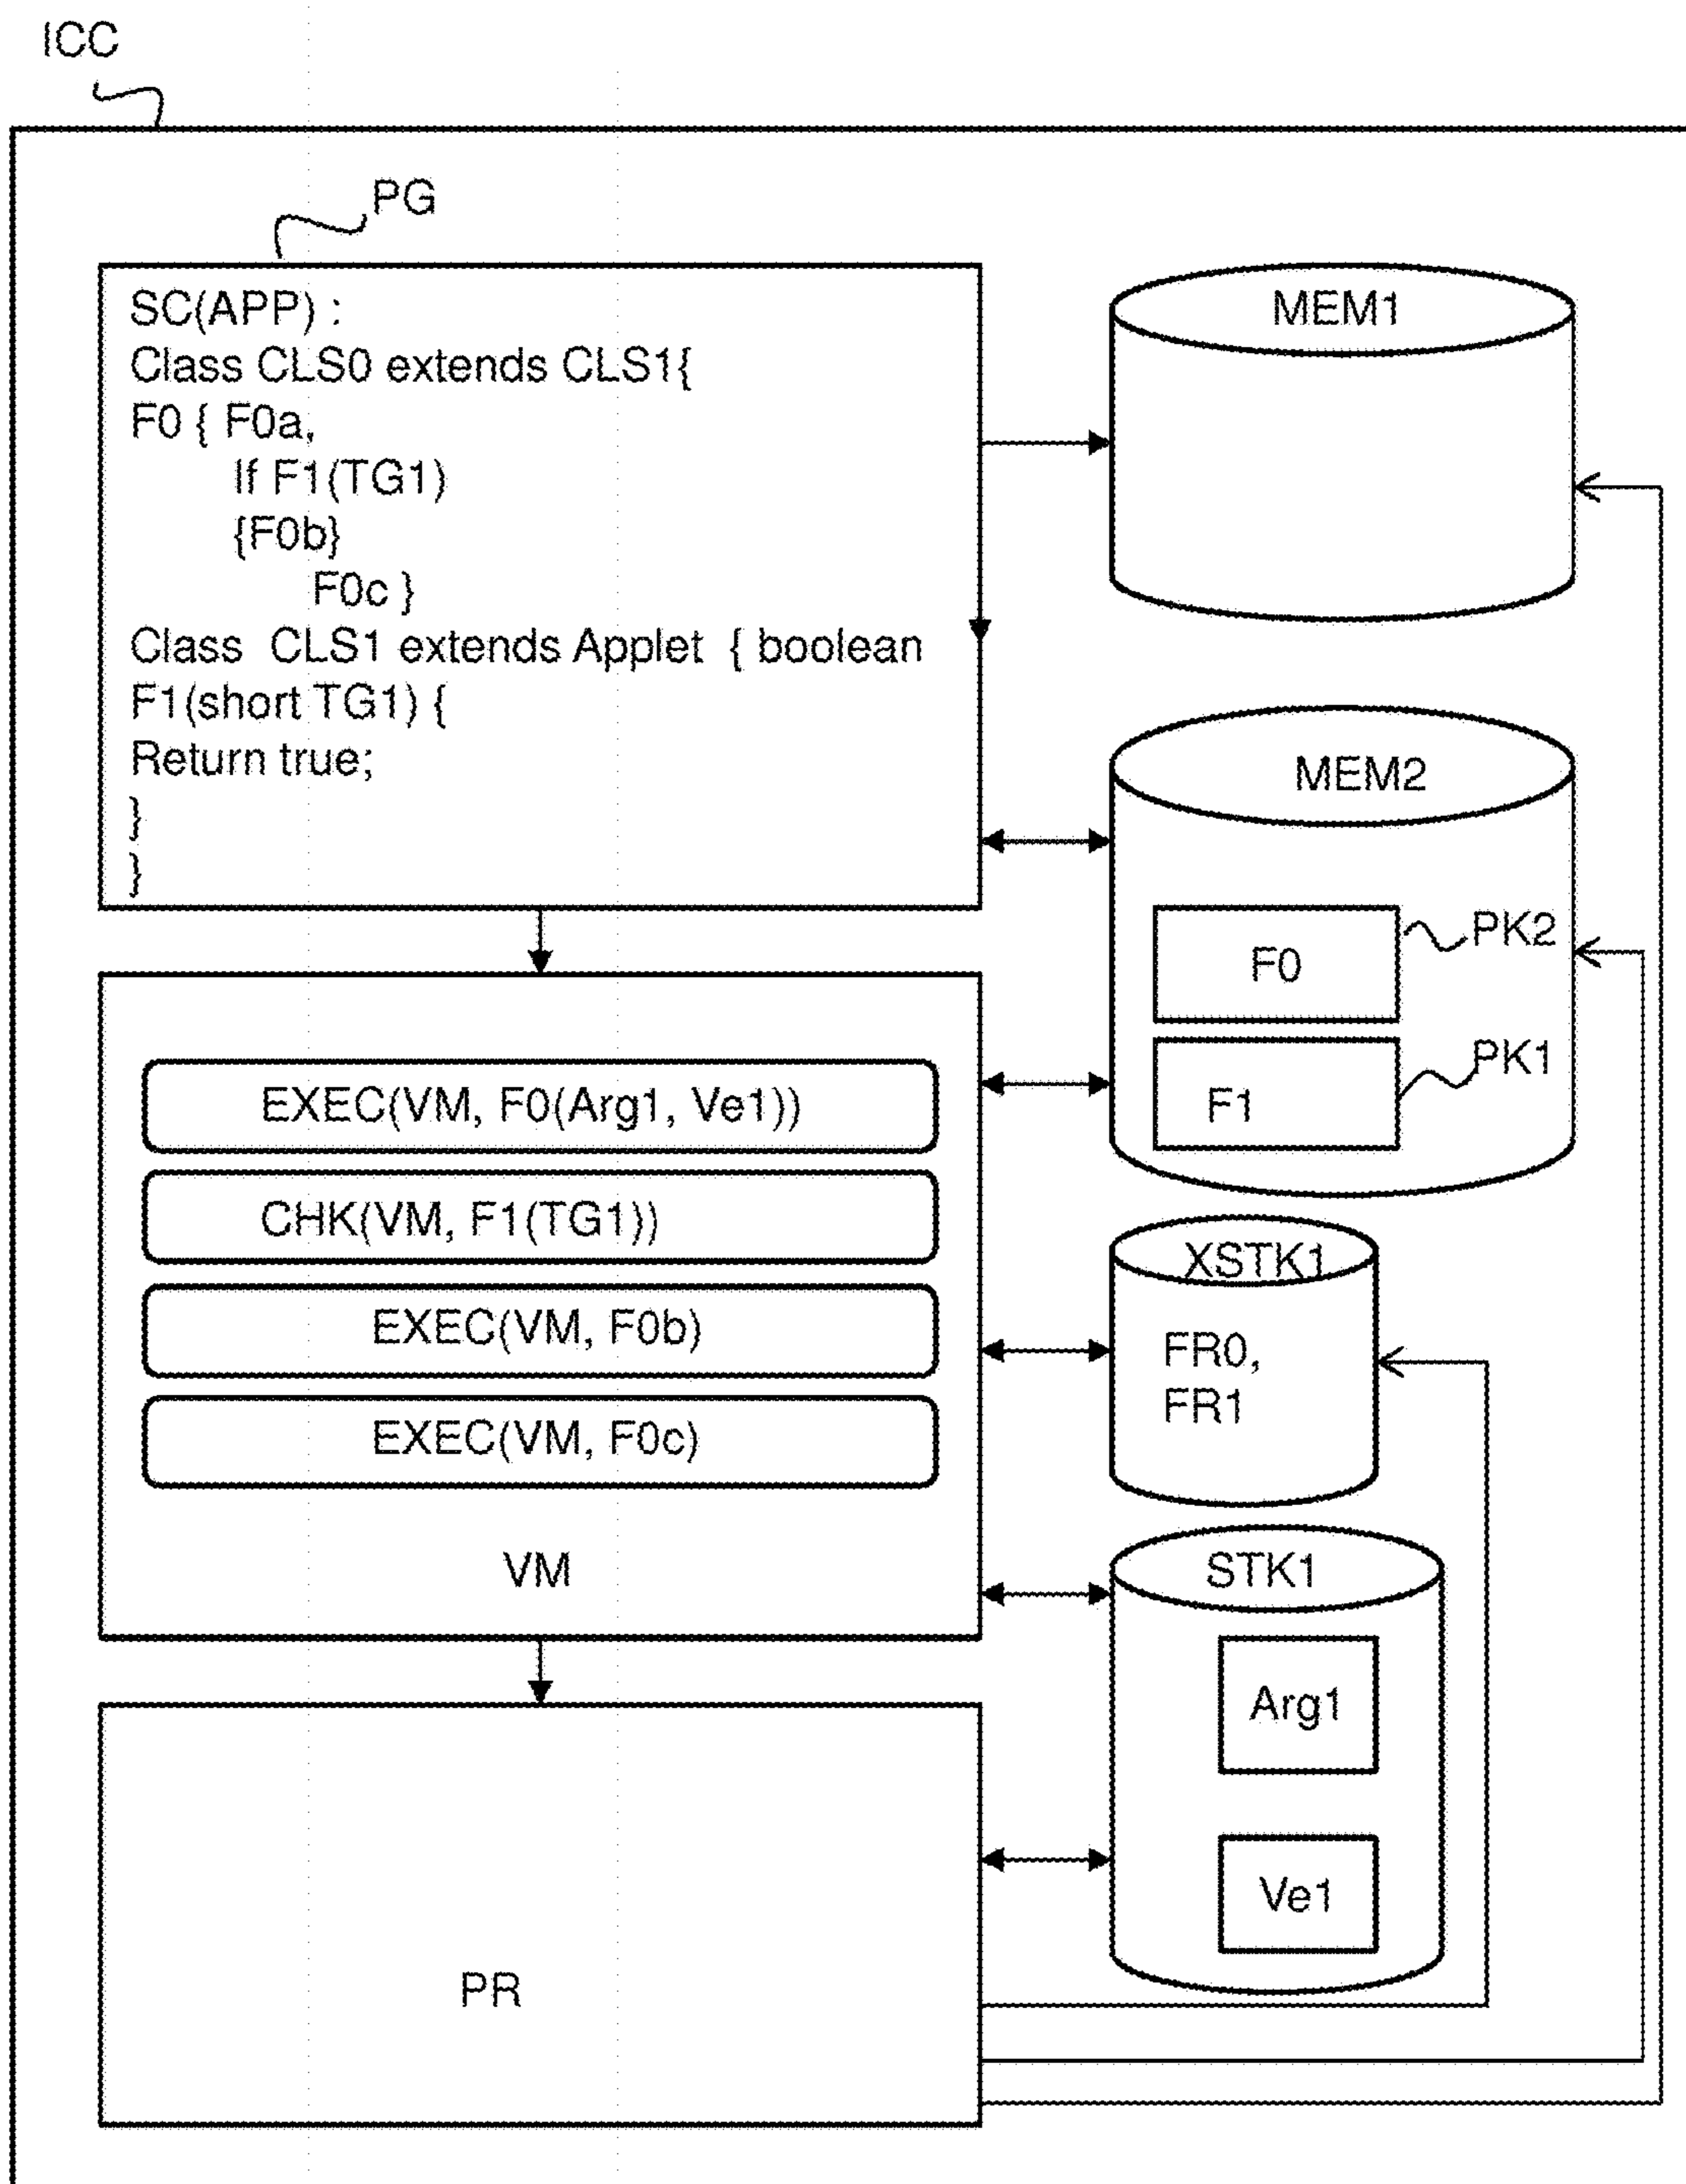 ICC
PG
SC(APP) :
Class CLS0 extends CLS1{
F0 { F0a,
If F1(TG1)
{F0b}
F0c }
Class CLS1 extends Applet { boolean
F1(short TG1) {
Return true;
}
}
MEM1
MEM2
F0
PK2
F1
PK1
EXEC(VM, F0(Arg1, Ve1))
CHK(VM, F1(TG1))
EXEC(VM, F0b)
EXEC(VM, F0c)
VM
XSTK1
FR0,
FR1
STK1
Arg1
Ve1
PR